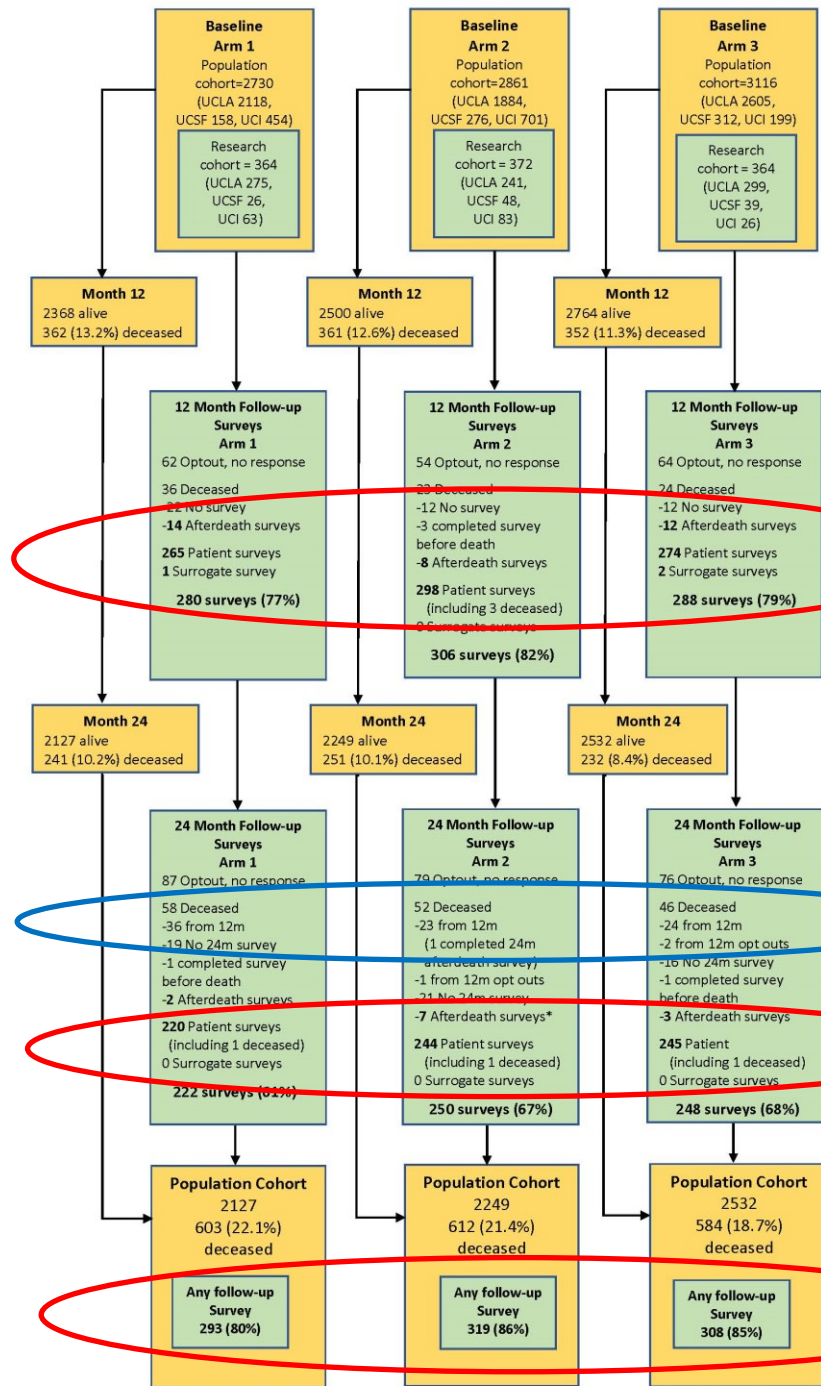 Baseline
Arm 1
Population
cohort=2730
(UCLA 2118,
UCSF 158, UCI 454)
Research
cohort = 364
(UCLA 275,
UCSF 26,
UCI 63)
Baseline
Arm 2
Population
cohort=2861
(UCLA 1884,
UCSF 276, UCI 701)
Research
cohort = 372
(UCLA 241,
UCSF 48,
UCI 83)
Baseline
Arm 3
Population
cohort=3116
(UCLA 2605,
UCSF 312, UCI 199)
Research
cohort = 364
(UCLA 299,
UCSF 39,
UCI 26)
Month 12
2368 alive
362 (13.2%) deceased
Month 12
2500 alive
361 (12.6%) deceased
Month 12
2764 alive
352 (11.3%) deceased
12 Month Follow-up
Surveys
Arm 1
62 Optout, no response
36 Deceased
-22 No survey
-14 Afterdeath surveys
265 Patient surveys
1 Surrogate survey
280 surveys (77%)
12 Month Follow-up
Surveys
Arm 2
54 Optout, no response
23 Deceased
-12 No survey
-3 completed survey
before death
-8 Afterdeath surveys
298 Patient surveys
(including 3 deceased)
0 Surrogate surveys
306 surveys (82%)
12 Month Follow-up
Surveys
Arm 3
64 Optout, no response
24 Deceased
-12 No survey
-12 Afterdeath surveys
274 Patient surveys
2 Surrogate surveys
288 surveys (79%)
Month 24
2127 alive
241 (10.2%) deceased
Month 24
2249 alive
251 (10.1%) deceased
Month 24
2532 alive
232 (8.4%) deceased
24 Month Follow-up
Surveys
Arm 1
87 Optout, no response
58 Deceased
-36 from 12m
-19 No 24m survey
-1 completed survey
before death
-2 Afterdeath surveys
220 Patient surveys
(including 1 deceased)
0 Surrogate surveys
222 surveys (61%)
24 Month Follow-up
Surveys
Arm 2
79 Optout, no response
52 Deceased
-23 from 12m
(1 completed 24m
afterdeath survey)
-1 from 12m opt outs
-21 No 24m survey
-7 Afterdeath surveys*
244 Patient surveys
(including 1 deceased)
0 Surrogate surveys
250 surveys (67%)
24 Month Follow-up
Surveys
Arm 3
76 Optout, no response
46 Deceased
-24 from 12m
-2 from 12m opt outs
-16 No 24m survey
-1 completed survey
before death
-3 Afterdeath surveys
245 Patient
(including 1 deceased)
0 Surrogate surveys
248 surveys (68%)
Population Cohort
2127
603 (22.1%)
deceased
Any follow-up
Survey
293 (80%)
Population Cohort
2249
612 (21.4%)
deceased
Any follow-up
Survey
319 (86%)
Population Cohort
2532
584 (18.7%)
deceased
Any follow-up
Survey
308 (85%)